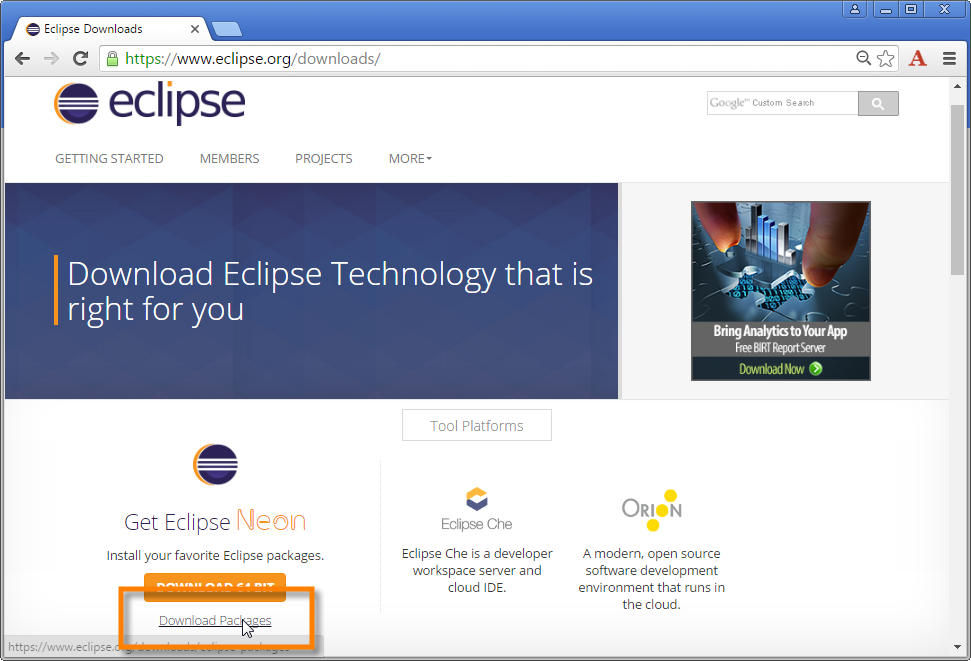 Eclipse Downloads
https://www.eclipse.org/downloads/
A
eclipse
Google™ Custom Search
GETTING STARTED MEMBERS PROJECTS MORE
Download Eclipse Technology that is
right for you
Bring Analytics to Your App
Free BIRT Report Server
Download Now
Tool Platforms
Get Eclipse Neon
Install your favorite Eclipse packages.
DOWNLOAD 64 BIT
Download Packages
Eclipse Che
Eclipse Che is a developer
workspace server and
cloud IDE.
ORION
A modern, open source
software development
environment that runs in
the cloud.
https://www.eclipse.org/downloads/eclipse-packages